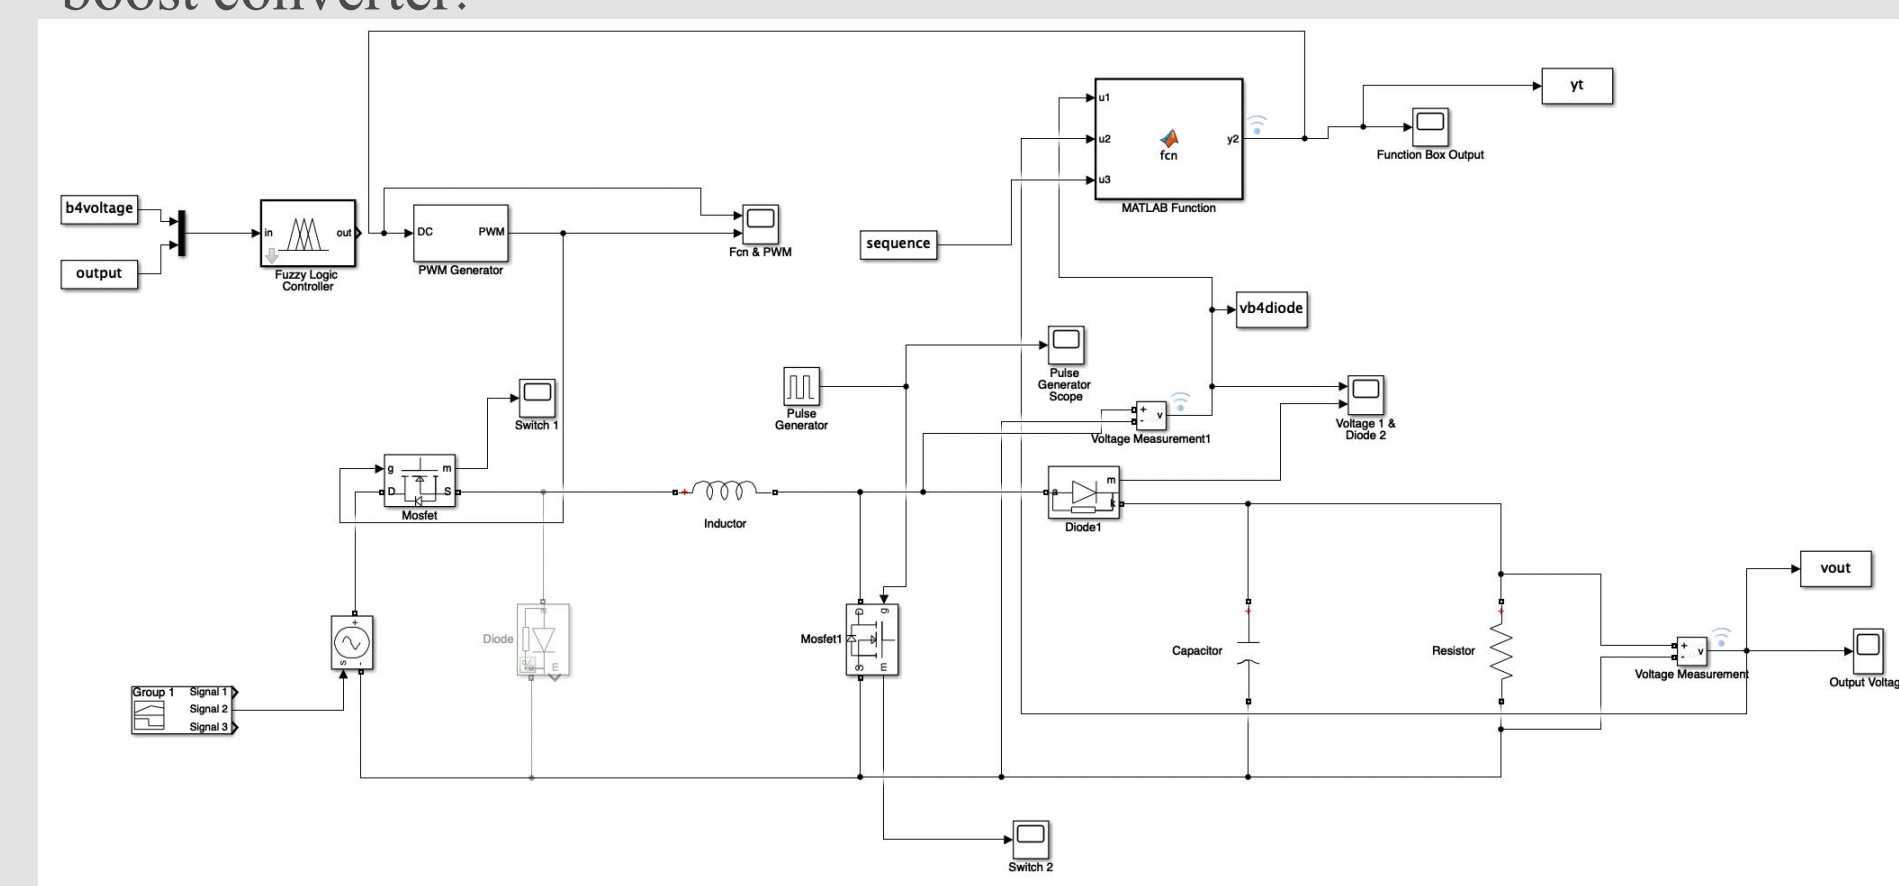 boost converter.
u1
u2
u3
y2
fcn
MATLAB Function
yt
Function Box Output
b4voltage
output
in
out
Fuzzy Logic
Controller
DC
PWM
PWM Generator
Fcn & PWM
sequence
vb4diode
Pulse
Generator
Scope
Pulse
Generator
Switch 1
+
-
v
Voltage Measurement1
Voltage 1 &
Diode 2
g
m
D
S
Mosfet
+
Inductor
a
m
k
Diode1
vout
+
-
s
Diode
m
D
g
Mosfet1
S
m
+
Capacitor
+
Resistor
+
-
v
Voltage Measurement
Output Voltag
Group 1
Signal 1
Signal 2
Signal 3
Switch 2